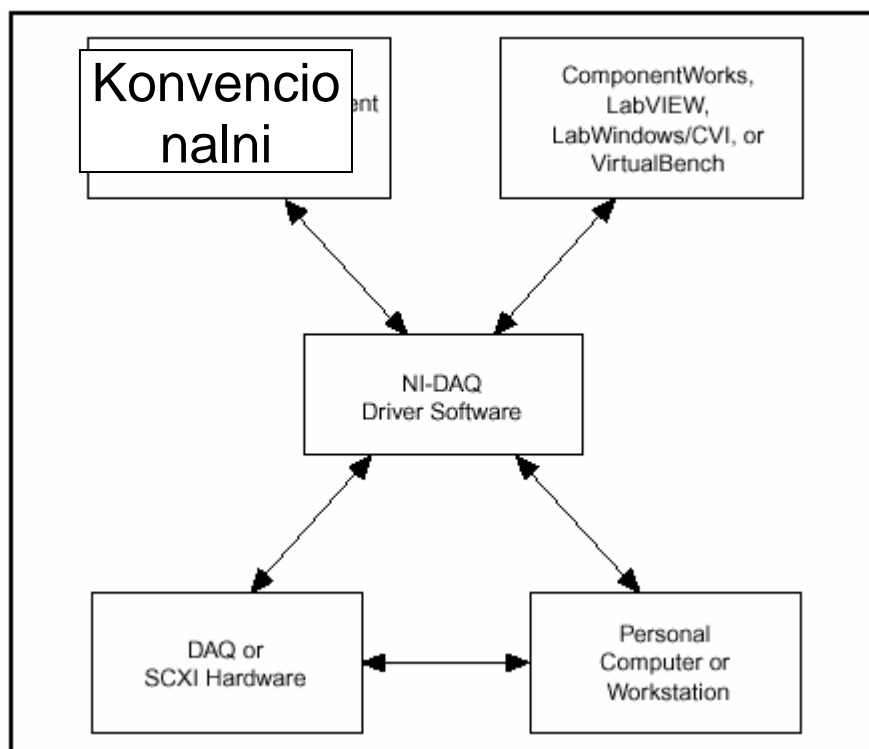 Konvencio
nalni
ent
ComponentWorks,
LabVIEW,
LabWindows/CVI, or
VirtualBench
NI-DAQ
Driver Software
DAQ or
SCXI Hardware
Personal
Computer or
Workstation